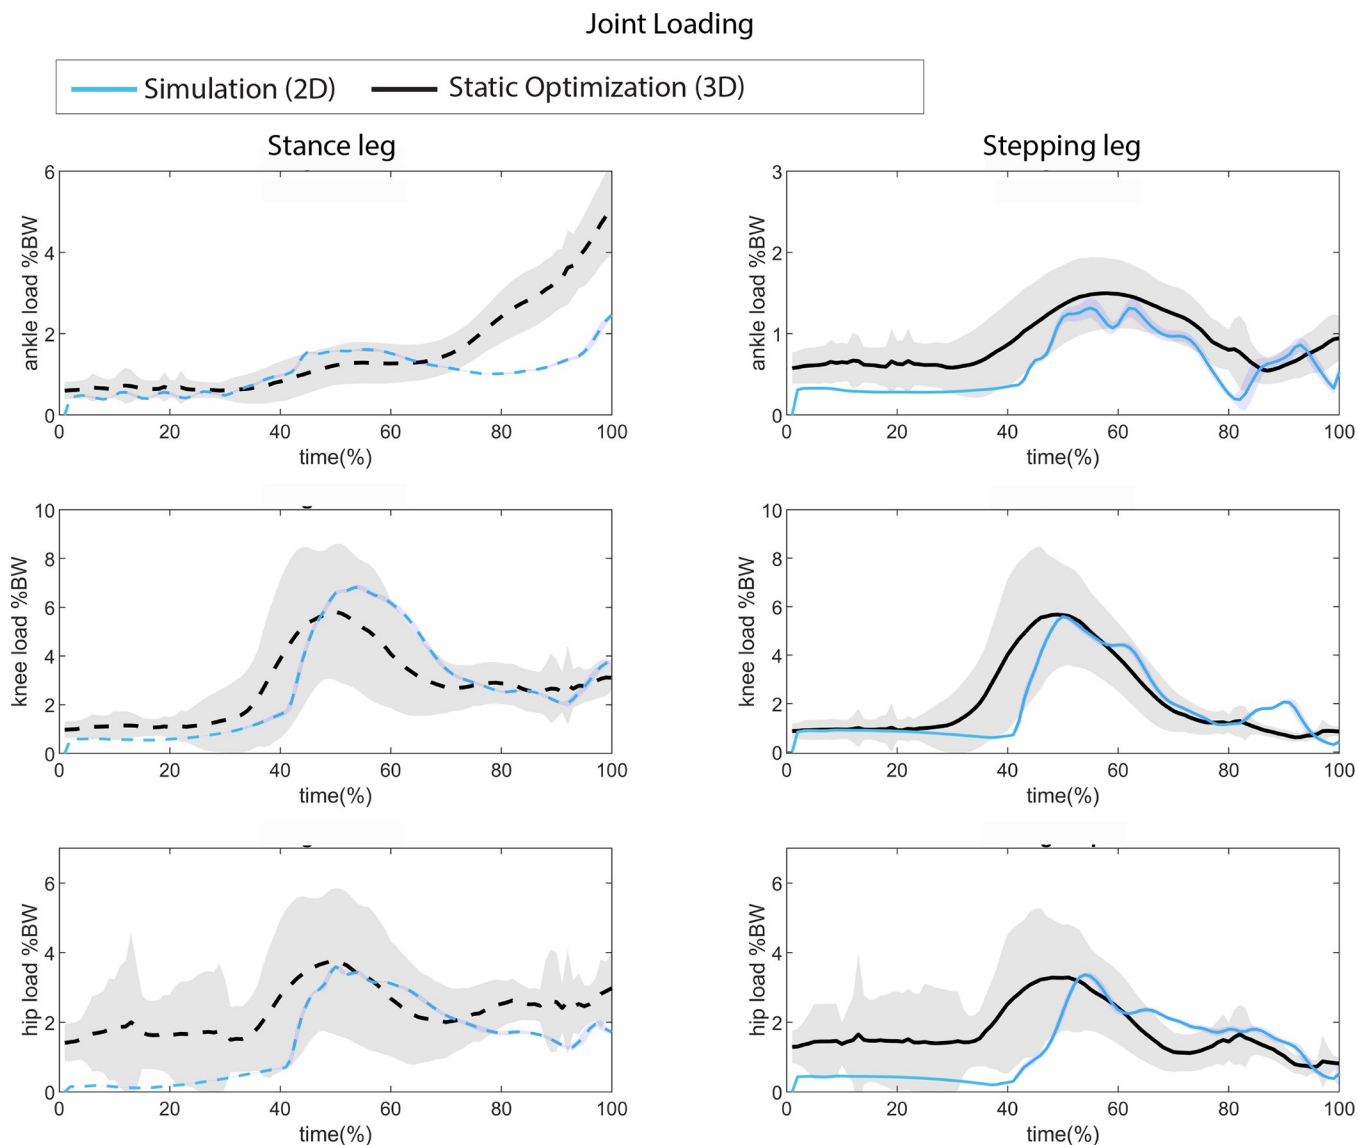 Joint Loading
Simulation (2D) Static Optimization (3D)
Stance leg
6
4
2
0
ankle load %BW
0 20 40 60 80 100
time(%)
Stepping leg
3
2
1
0
ankle load %BW
0 20 40 60 80 100
time(%)
10
8
6
4
2
0
knee load %BW
0 20 40 60 80 100
time(%)
10
8
6
4
2
0
knee load %BW
0 20 40 60 80 100
time(%)
6
4
2
0
hip load %BW
0 20 40 60 80 100
time(%)
6
4
2
0
hip load %BW
0 20 40 60 80 100
time(%)